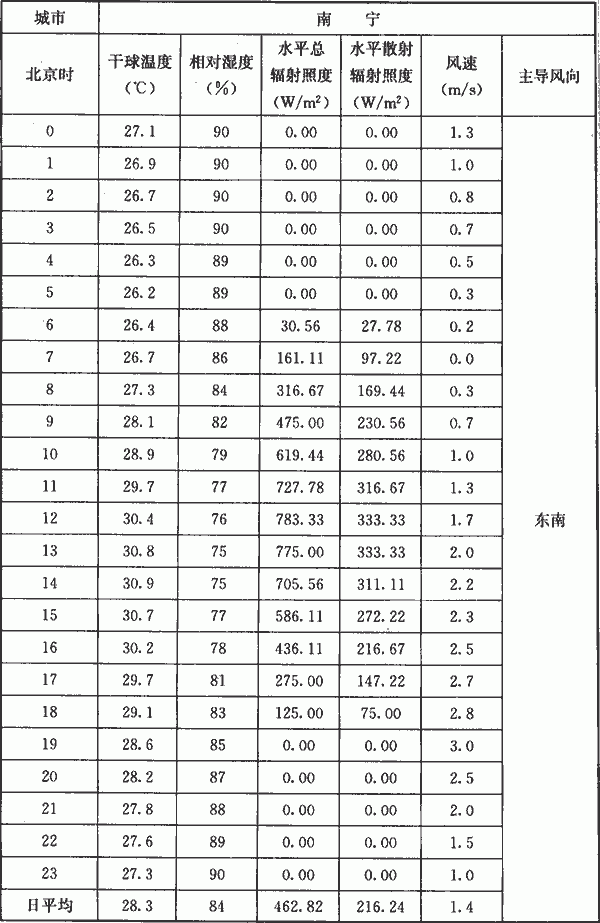 城市 南 宁
北京时 干球温度(℃) 相对湿度(%) 水平总辐射照度(W/m²) 水平散射辐射照度(W/m²) 风速(m/s) 主导风向
0 27.1 90 0.00 0.00 1.3
1 26.9 90 0.00 0.00 1.0
2 26.7 90 0.00 0.00 0.8
3 26.5 90 0.00 0.00 0.7
4 26.3 89 0.00 0.00 0.5
5 26.2 89 0.00 0.00 0.3
6 26.4 88 30.56 27.78 0.2
7 26.7 86 161.11 97.22 0.0
8 27.3 84 316.67 169.44 0.3
9 28.1 82 475.00 230.56 0.7
10 28.9 79 619.44 280.56 1.0
11 29.7 77 727.78 316.67 1.3
12 30.4 76 783.33 333.33 1.7 东南
13 30.8 75 775.00 333.33 2.0
14 30.9 75 705.56 311.11 2.2
15 30.7 77 586.11 272.22 2.3
16 30.2 78 436.11 216.67 2.5
17 29.7 81 275.00 147.22 2.7
18 29.1 83 125.00 75.00 2.8
19 28.6 85 0.00 0.00 3.0
20 28.2 87 0.00 0.00 2.5
21 27.8 88 0.00 0.00 2.0
22 27.6 89 0.00 0.00 1.5
23 27.3 90 0.00 0.00 1.0
日平均 28.3 84 462.82 216.24 1.4